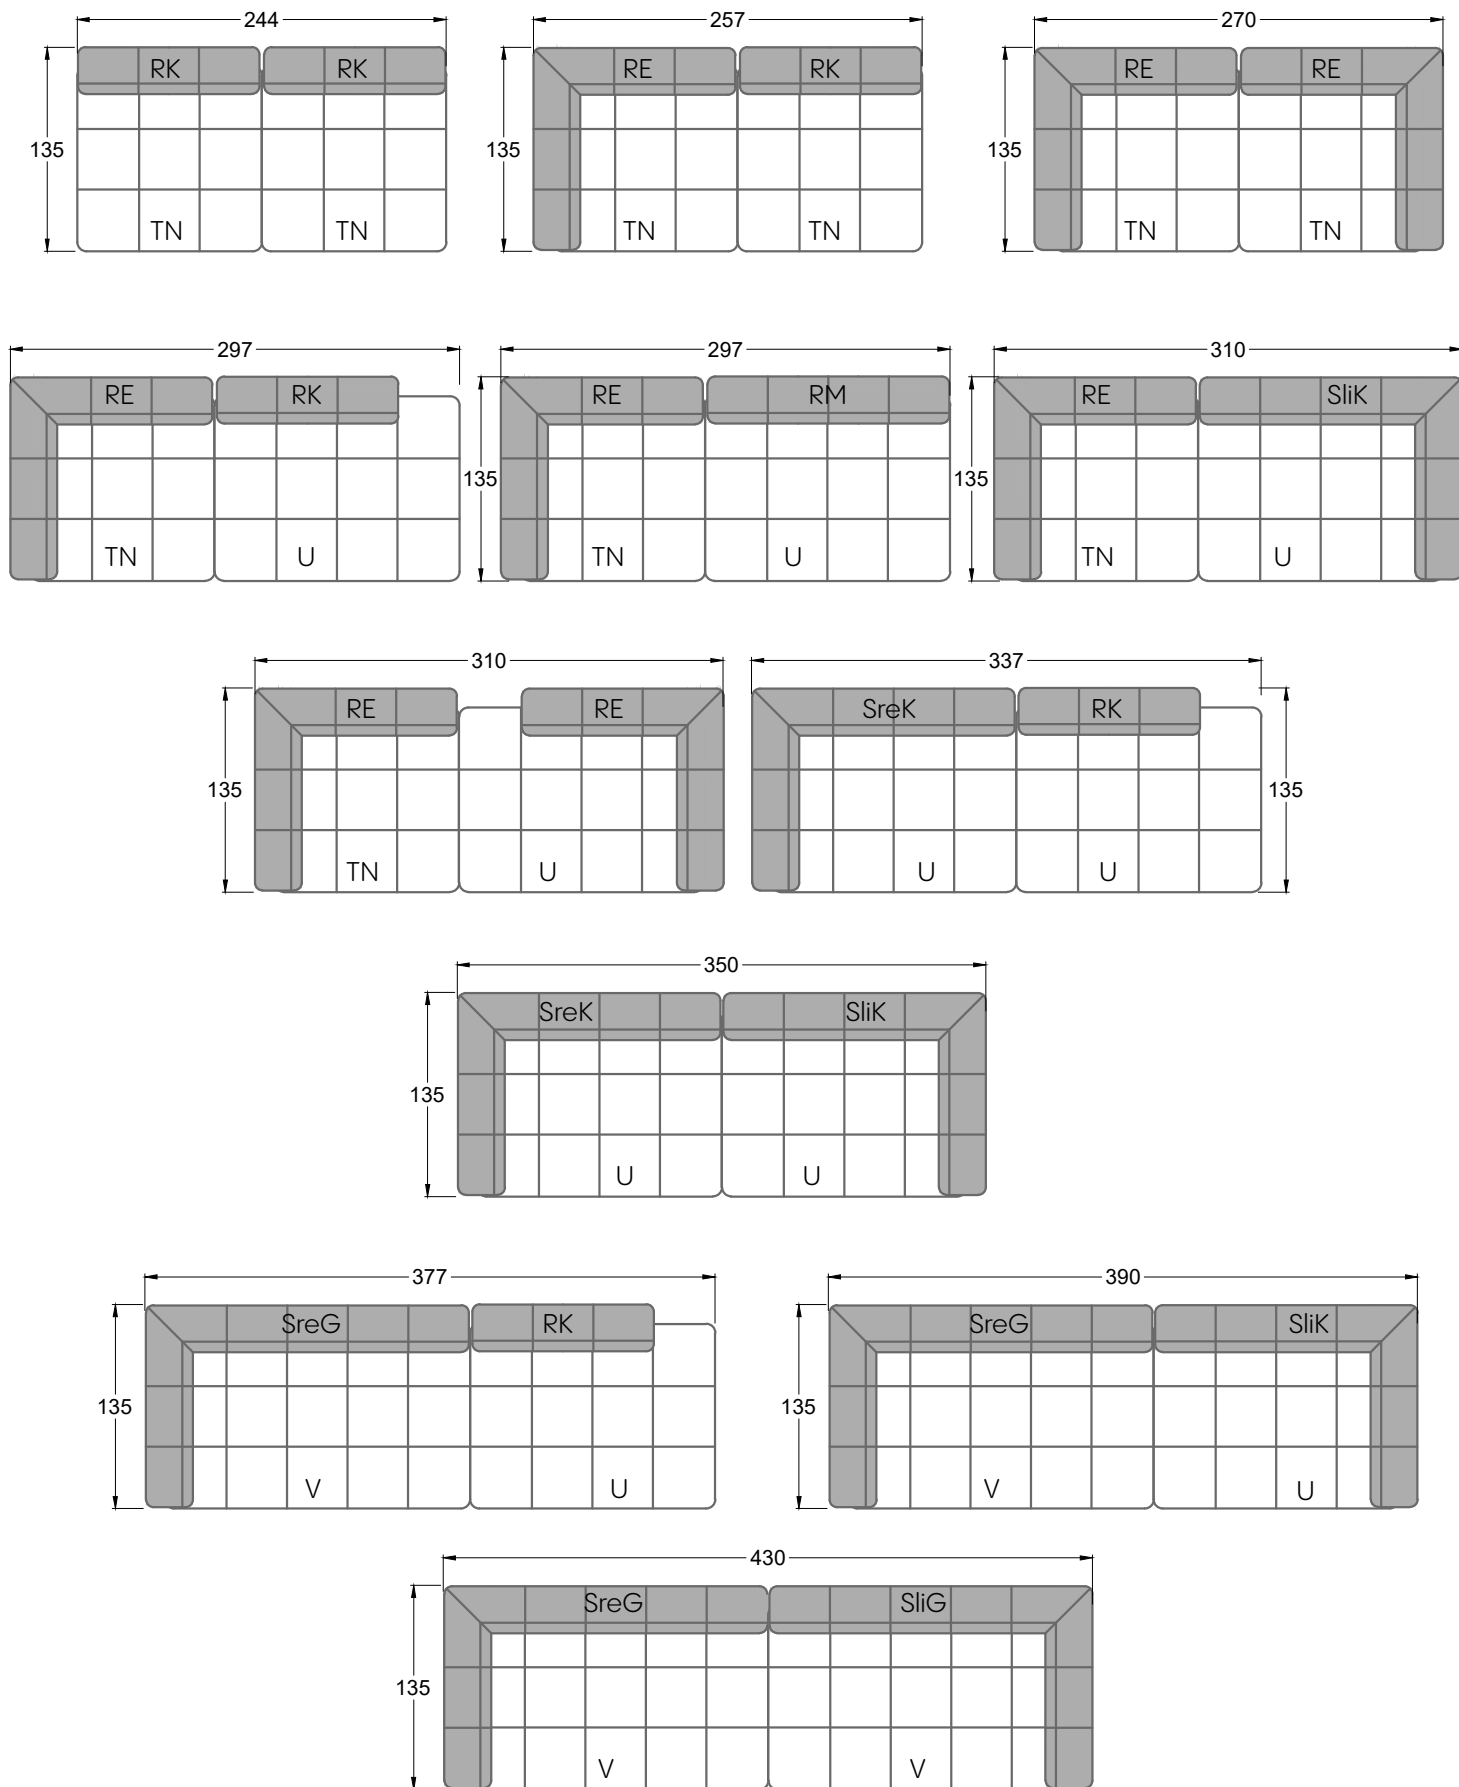 244 257 270
RK RK RE RK RE RE
135 135 135
TN TN TN TN TN TN
297 297 310
RE RK RE RM RE SliK
135 135
TN U TN U TN U
310 337
RE RE SreK RK
135 135
TN U U U
350
SreK SliK
135
U U
377 390
SreG RK SreG SliK
135 135
V U V U
430
SreG SliG
135
V V